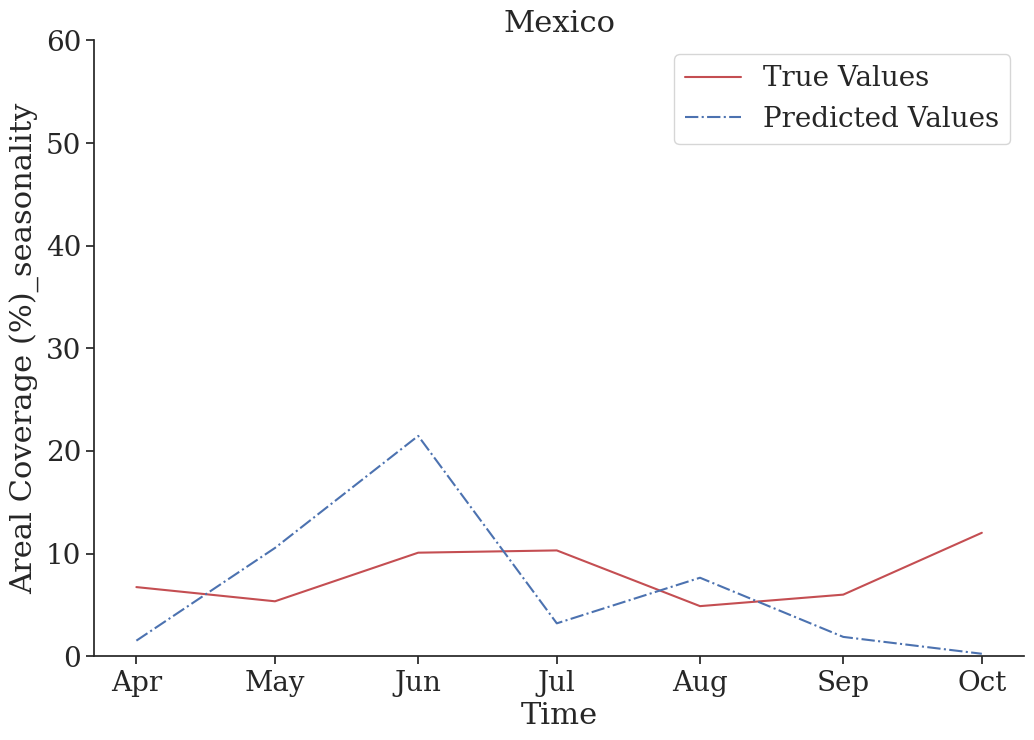 Mexico
True Values
Predicted Values
Areal Coverage (%)_seasonality
60
50
40
30
20
10
0
Apr May Jun Jul Aug Sep Oct
Time